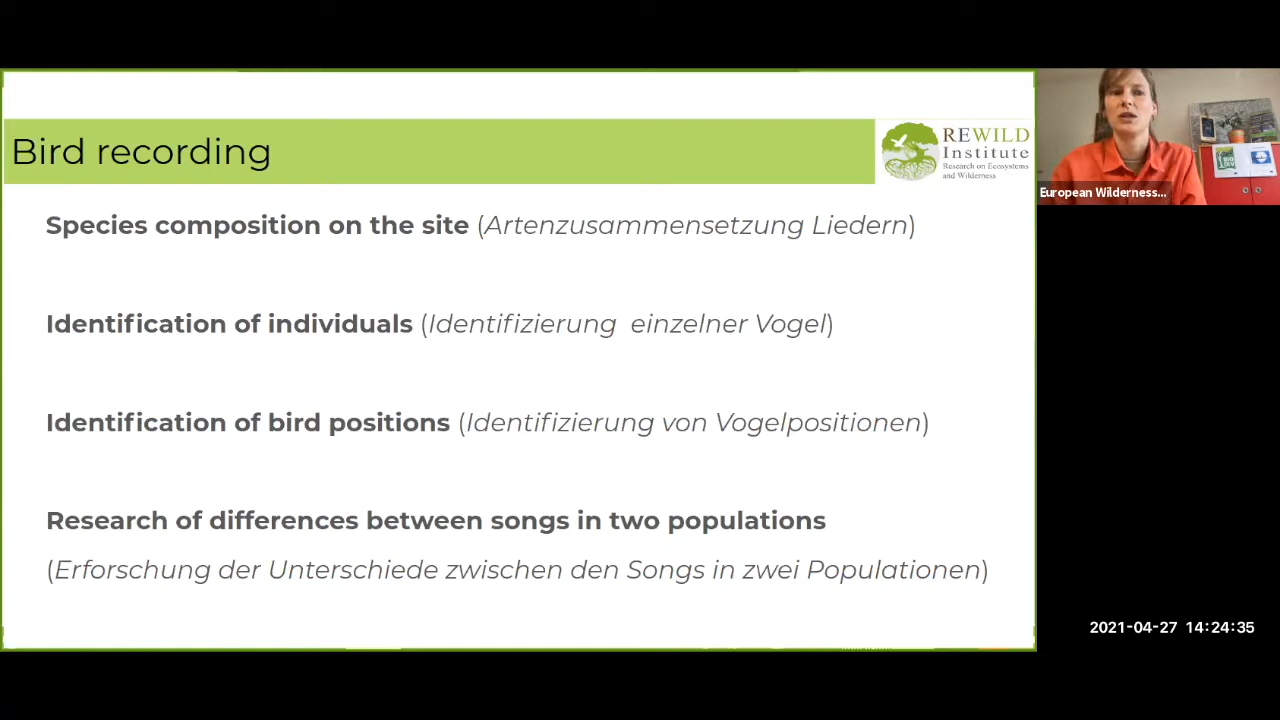 Bird recording
REWILD
Institute
Research on Ecosystems
and Wilderness
Species composition on the site (Artenzusammensetzung Liedern)
Identification of individuals (Identifizierung einzelner Vogel)
Identification of bird positions (Identifizierung von Vogelpositionen)
Research of differences between songs in two populations
(Erforschung der Unterschiede zwischen den Songs in zwei Populationen)
European Wilderness...
2021-04-27 14:24:35